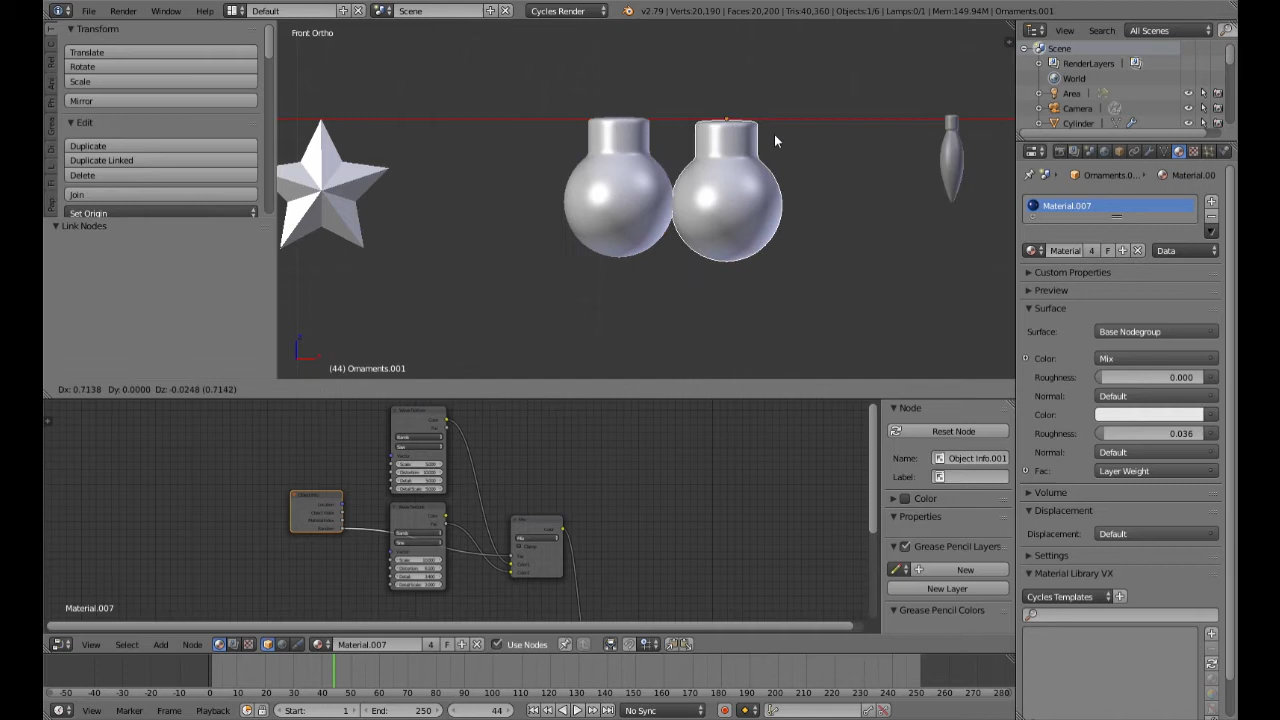 File
Render
Window
Help
Default
Scene
Cycles Render
v2.79 | Verts:20,190 | Faces:20,200 | Tris:40,360 | Objects:1/6 | Lamps:0/1 | Mem:149.94M | Ornaments.001
Transform
Translate
Rotate
Scale
Mirror
Edit
Duplicate
Duplicate Linked
Delete
Join
Set Origin
Link Nodes
Front Ortho
(44) Ornaments.001
View
Search
All Scenes
Scene
RenderLayers
World
Area
Camera
Cylinder
Ornaments.0...
Material.00
Material.007
Material
4
F
Data
Custom Properties
Preview
Surface
Surface:
Base Nodegroup
Color:
Mix
Roughness:
0.000
Normal:
Default
Color:
Roughness:
0.036
Normal:
Default
Fac:
Layer Weight
Volume
Displacement
Displacement:
Default
Settings
Material Library VX
Cycles Templates
Dx: 0.7138 Dy: 0.0000 Dz: -0.0248 (0.7142)
Node
Reset Node
Name:
Object Info.001
Label:
Color
Properties
Grease Pencil Layers
New
New Layer
Grease Pencil Colors
Material.007
View
Select
Add
Node
Material.007
4
F
Use Nodes
-50 -40 -30 -20 -10 0 10 20 30 40 50 60 70 80 90 100 110 120 130 140 150 160 170 180 190 200 210 220 230 240 250 260 270 280
View
Marker
Frame
Playback
Start:
1
End:
250
44
No Sync